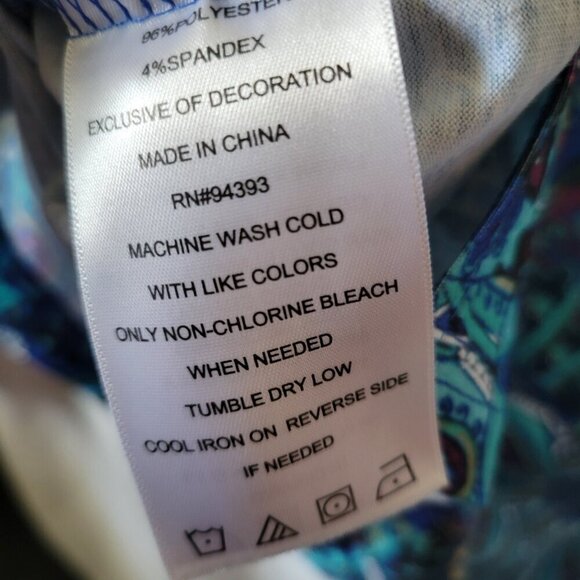 96%POLYESTER
4%SPANDEX
EXCLUSIVE OF DECORATION
MADE IN CHINA
RN#94393
MACHINE WASH COLD
WITH LIKE COLORS
ONLY NON-CHLORINE BLEACH
WHEN NEEDED
TUMBLE DRY LOW
COOL IRON ON REVERSE SIDE
IF NEEDED